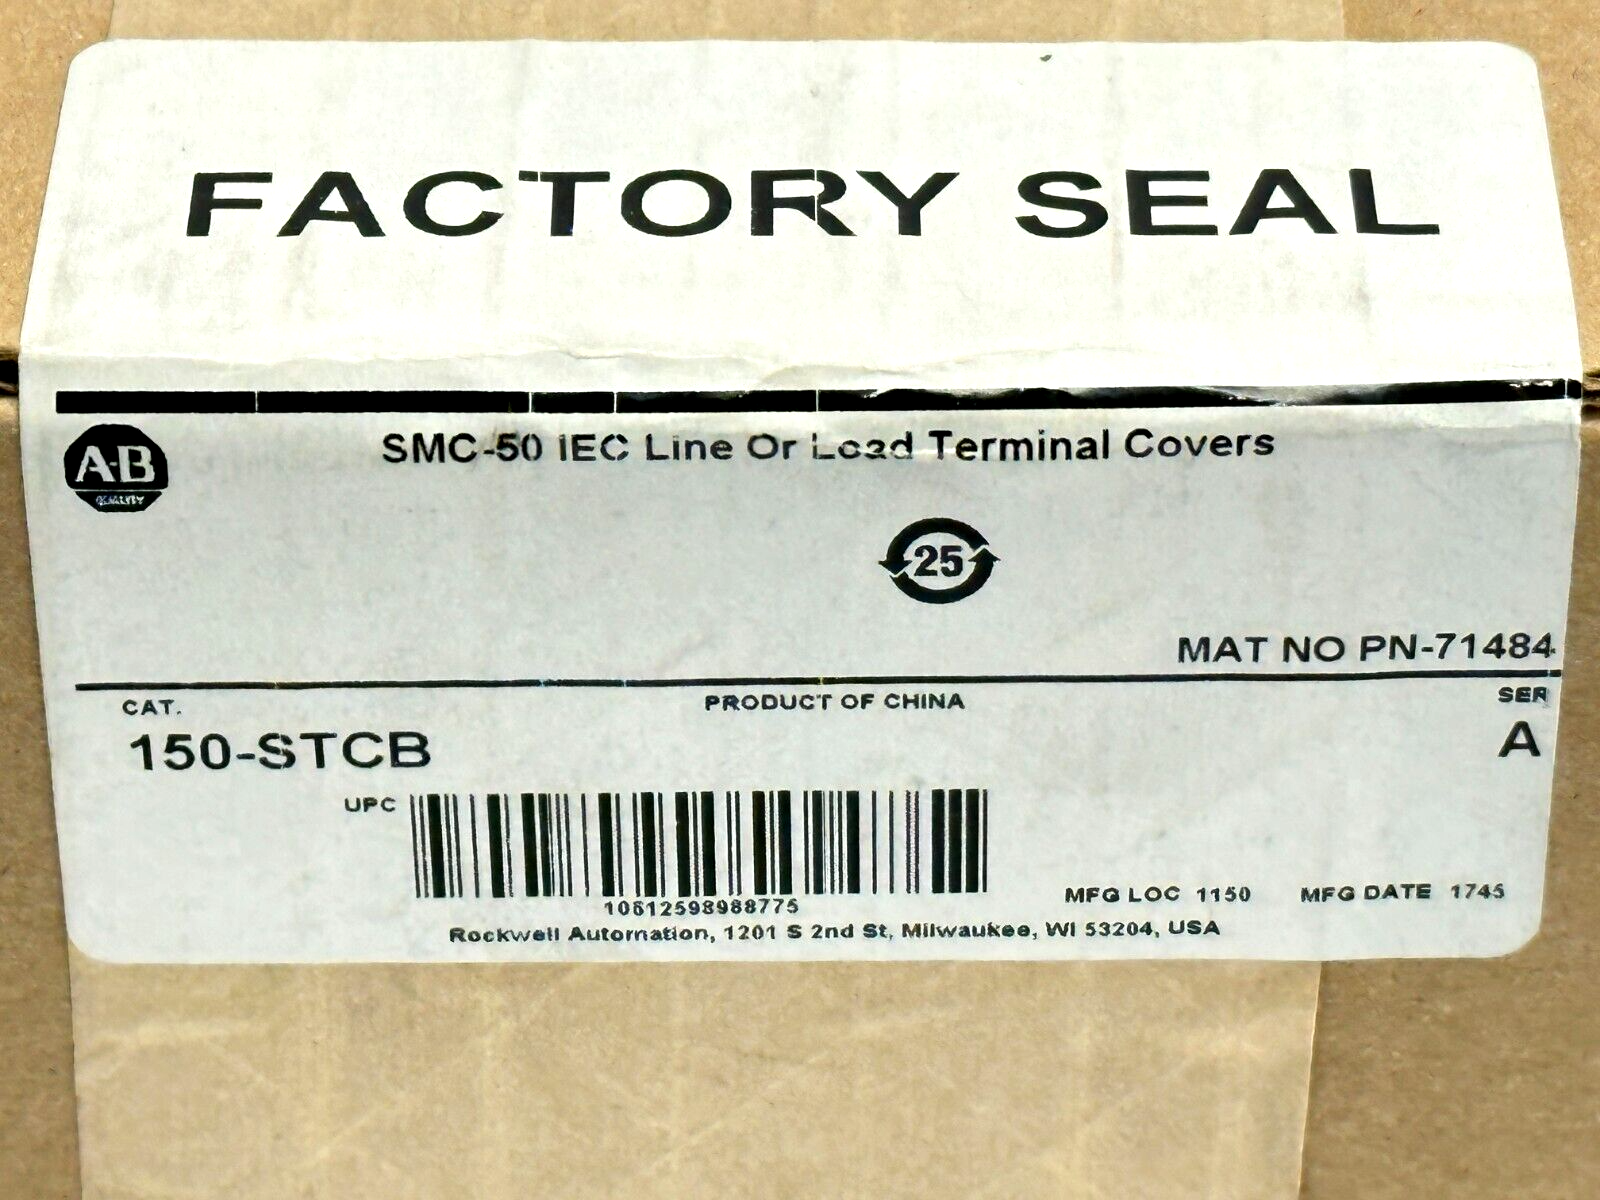 FACTORY SEAL
A-B
QUALITY
SMC-50 IEC Line Or Load Terminal Covers
25
MAT NO PN-71484
CAT.
PRODUCT OF CHINA
SER
150-STCB
A
UPC
10612598988775
MFG LOC 1150
MFG DATE 1745
Rockwell Automation, 1201 S 2nd St, Milwaukee, WI 53204, USA